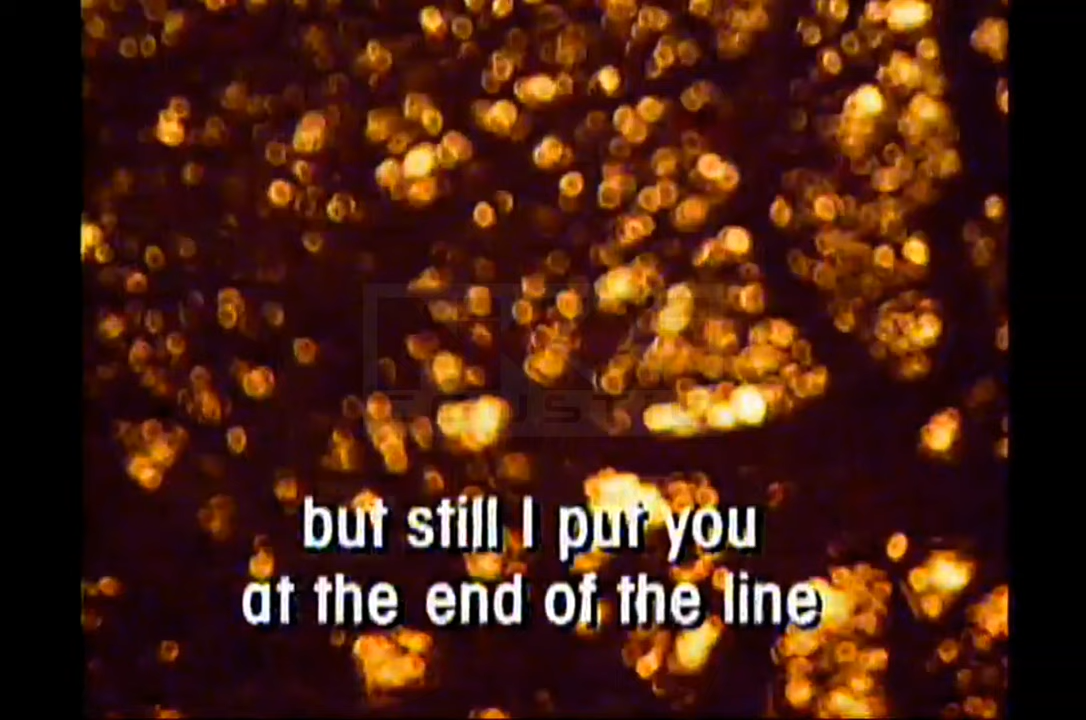 but still I put you
at the end of the line